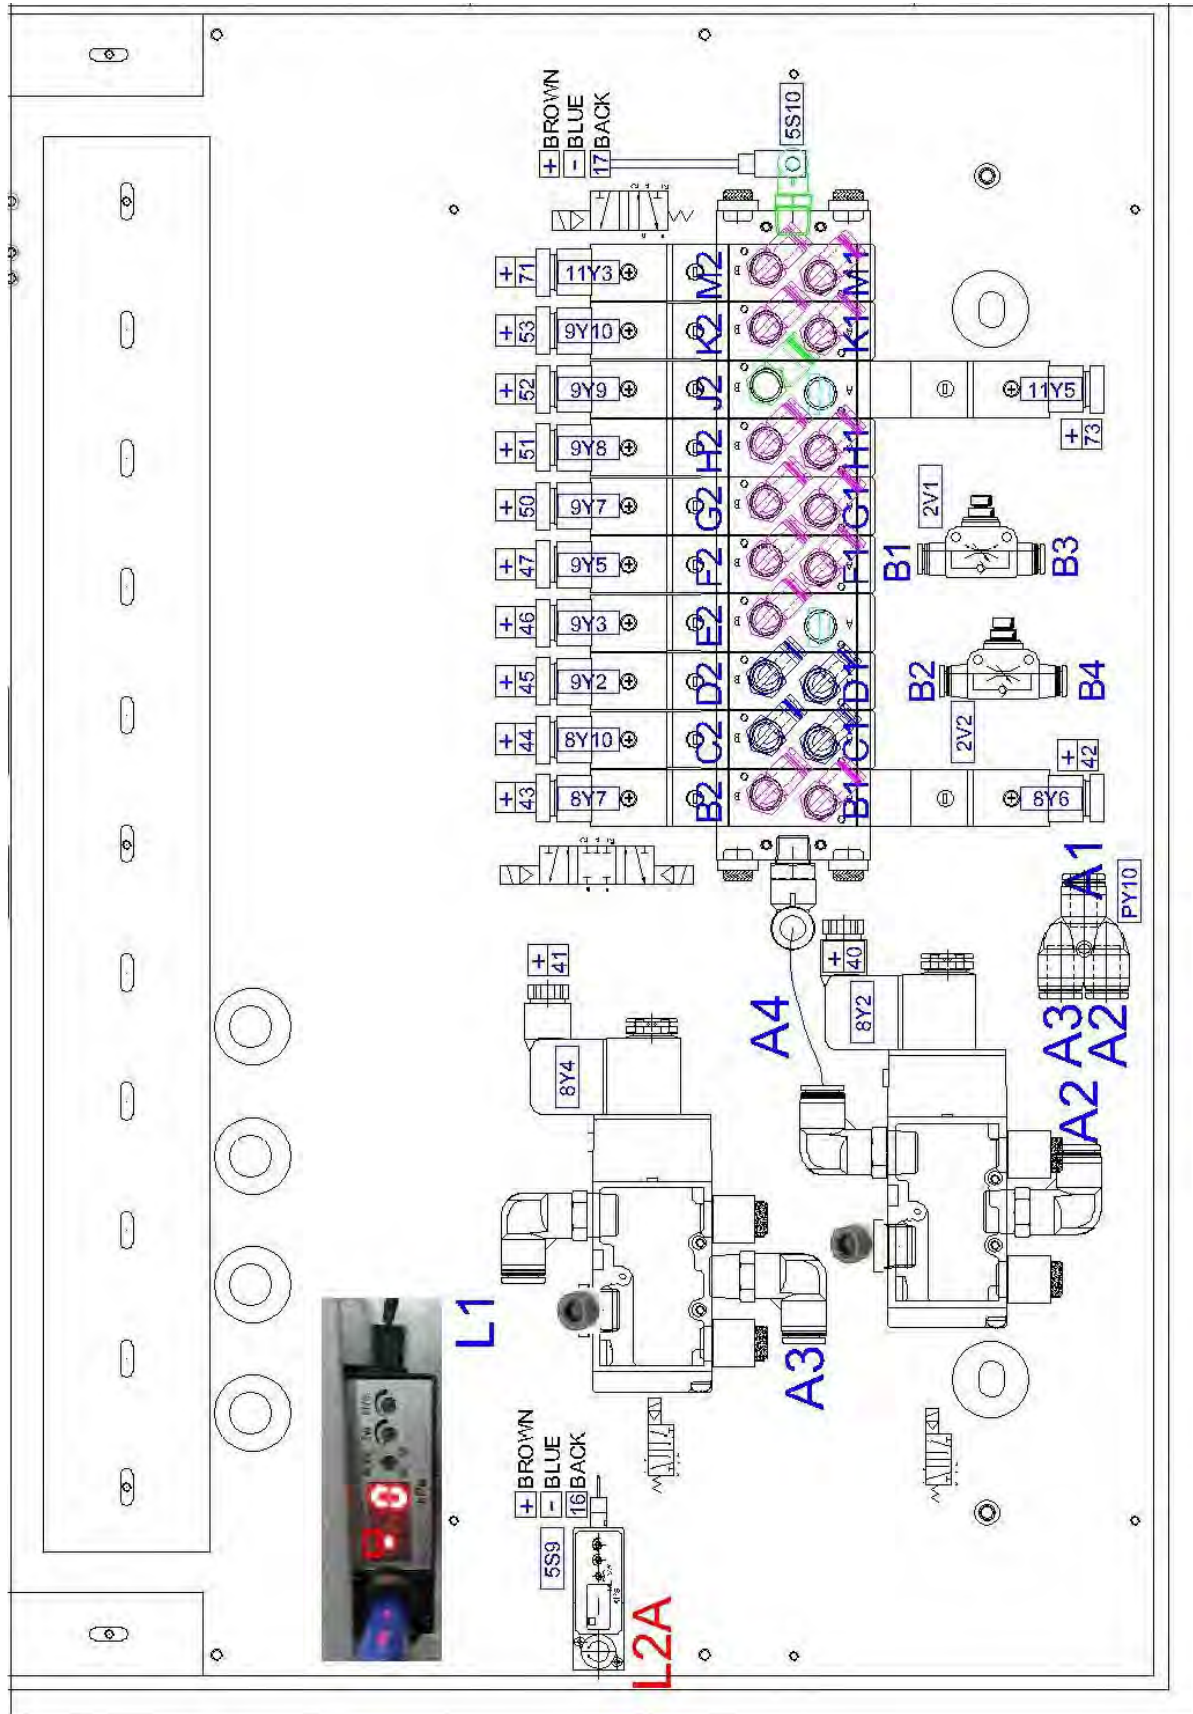 + BROWN
- BLUE
17 BACK
5S10
+ 71 11Y3 M2 M1
+ 53 9Y10 K2 K1
+ 52 9Y9 J2 11Y5
+ 73
+ 51 9Y8 H2 H1
+ 50 9Y7 G2 G1
2V1
+ 47 9Y5 F2 F1
B1 B3
+ 46 9Y3 E2
+ 45 9Y2 D2 D1
B2 B4
+ 44 8Y10 C2 C1
2V2
+ 42
+ 43 8Y7 B2 B1 8Y6
A1
PY10
+ 41
+ 40
A4
8Y2
A3
A2
8Y4
A2
L1
A3
+ BROWN
- BLUE
16 BACK
5S9
L2A